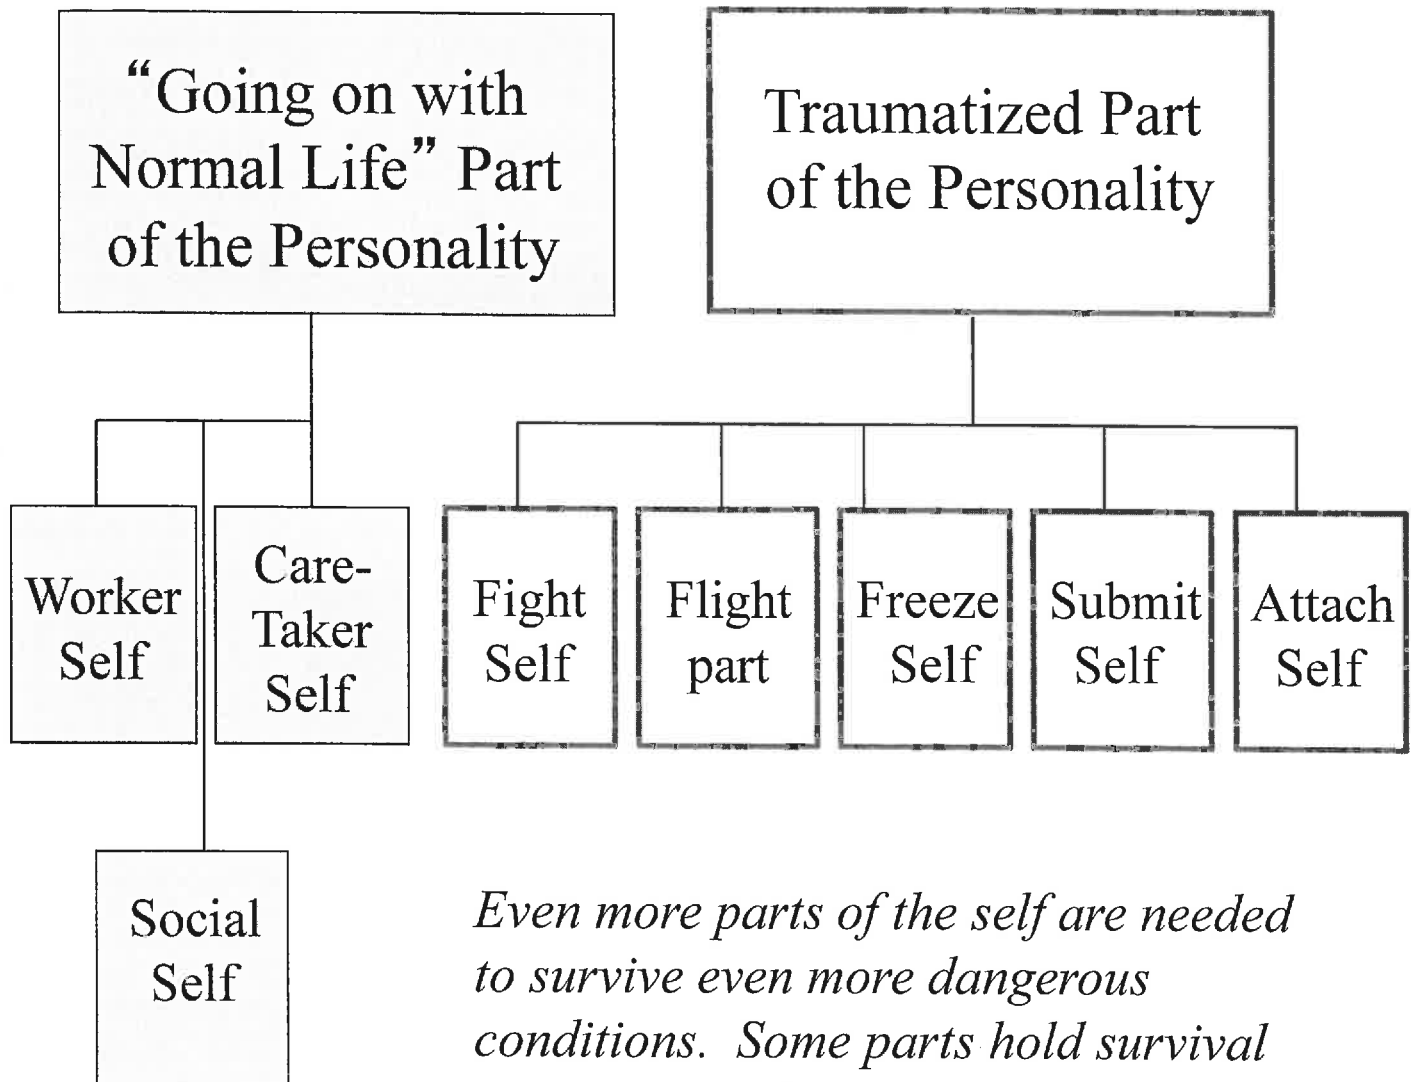 “Going on with
Normal Life” Part
of the Personality
Traumatized Part
of the Personality
Worker
Self
Care-
Taker
Self
Fight
Self
Flight
part
Freeze
Self
Submit
Self
Attach
Self
Social
Self
Even more parts of the self are needed
to survive even more dangerous
conditions.  Some parts hold survival